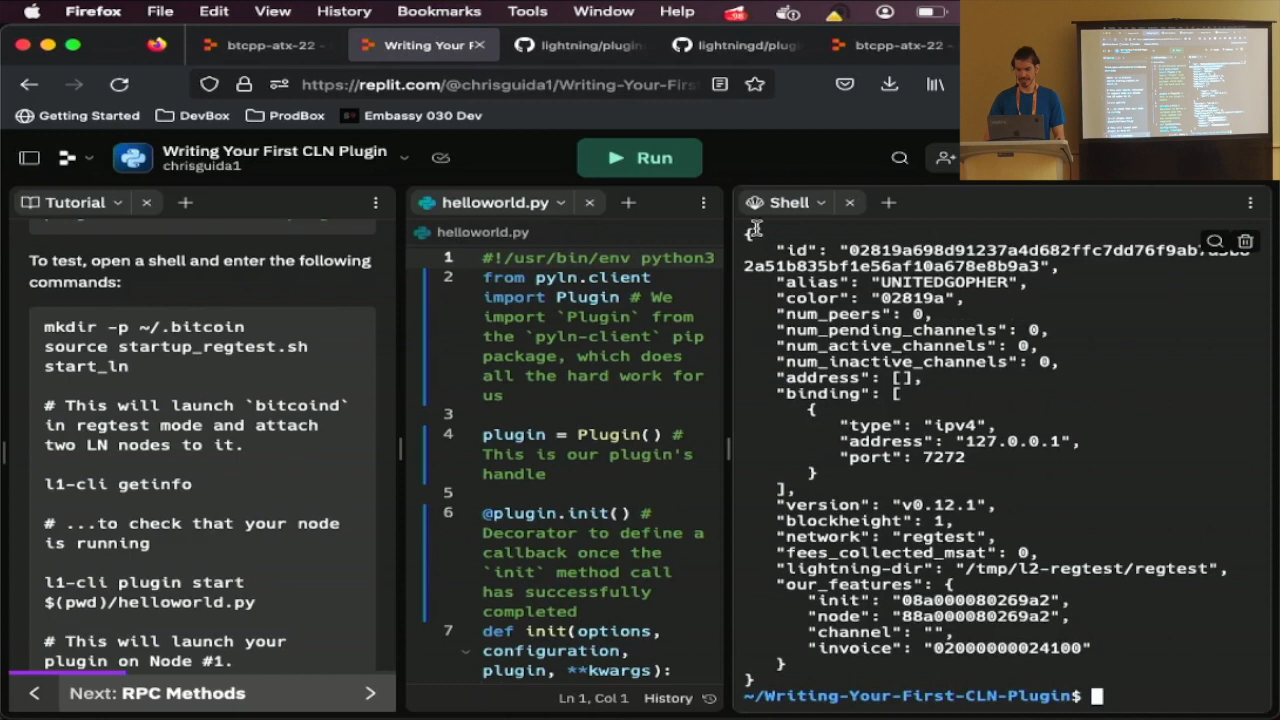 Firefox File Edit View History Bookmarks Tools Window Help
btcpp-atx-22 Writing Your F lightning/plugin lightningd/plug btcpp-atx-22
https://replit.com/@chrisguida1/Writing-Your-Firs
Getting Started DevBox ProdBox Embassy 030 Dev
Writing Your First CLN Plugin
chrisguida1
Run
Tutorial
To test, open a shell and enter the following
commands:
mkdir -p ~/.bitcoin
source startup_regtest.sh
start_ln
# This will launch `bitcoind`
in regtest mode and attach
two LN nodes to it.
l1-cli getinfo
# ...to check that your node
is running
l1-cli plugin start
$(pwd)/helloworld.py
# This will launch your
plugin on Node #1.
Next: RPC Methods
helloworld.py
helloworld.py
1 #!/usr/bin/env python3
2 from pyln.client
import Plugin # We
import `Plugin` from
the `pyln-client` pip
package, which does
all the hard work for
us
3
4 plugin = Plugin() #
This is our plugin's
handle
5
6 @plugin.init() #
Decorator to define a
callback once the
`init` method call
has successfully
completed
7 def init(options,
configuration,
plugin, **kwargs):
Ln 1, Col 1 History
Shell
{
"id": "02819a698d91237a4d682ffc7dd76f9ab
2a51b835bf1e56af10a678e8b9a3",
"alias": "UNITEDGOPHER",
"color": "02819a",
"num_peers": 0,
"num_pending_channels": 0,
"num_active_channels": 0,
"num_inactive_channels": 0,
"address": [],
"binding": [
{
"type": "ipv4",
"address": "127.0.0.1",
"port": 7272
}
],
"version": "v0.12.1",
"blockheight": 1,
"network": "regtest",
"fees_collected_msat": 0,
"lightning-dir": "/tmp/l2-regtest/regtest",
"our_features": {
"init": "08a000080269a2",
"node": "88a000080269a2",
"channel": "",
"invoice": "02000000024100"
}
}
~/Writing-Your-First-CLN-Plugin$